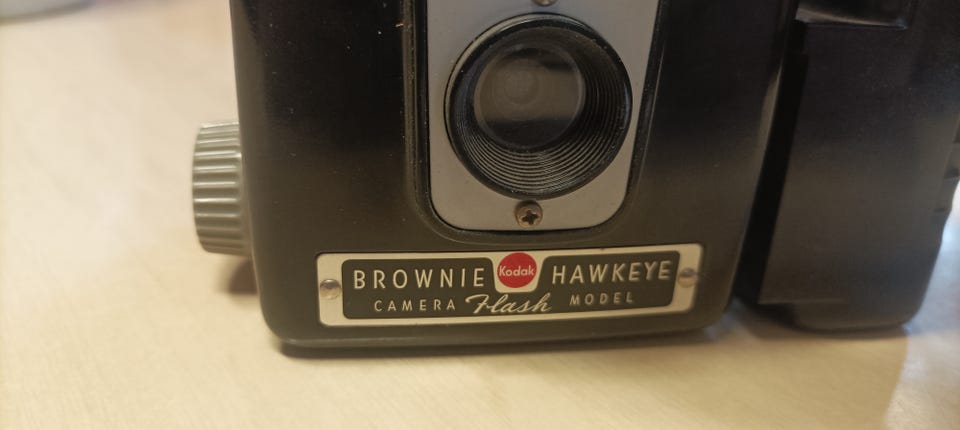 BROWNIE Kodak HAWKEYE
CAMERA Flash MODEL